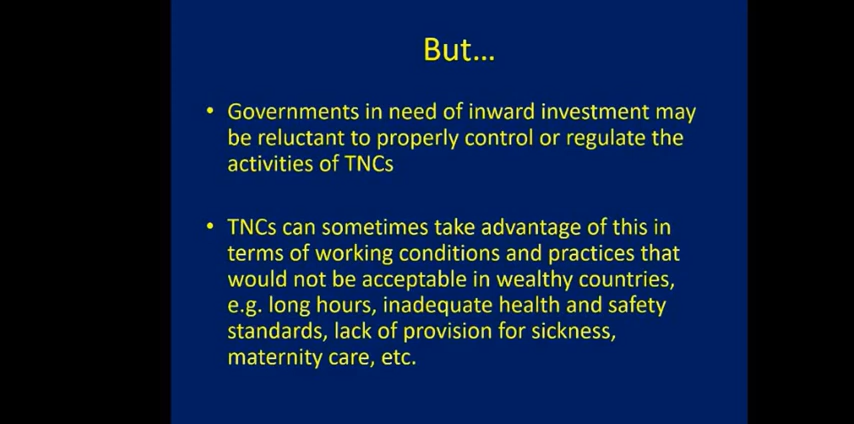 But...
• Governments in need of inward investment may
be reluctant to properly control or regulate the
activities of TNCs
• TNCs can sometimes take advantage of this in
terms of working conditions and practices that
would not be acceptable in wealthy countries,
e.g. long hours, inadequate health and safety
standards, lack of provision for sickness,
maternity care, etc.